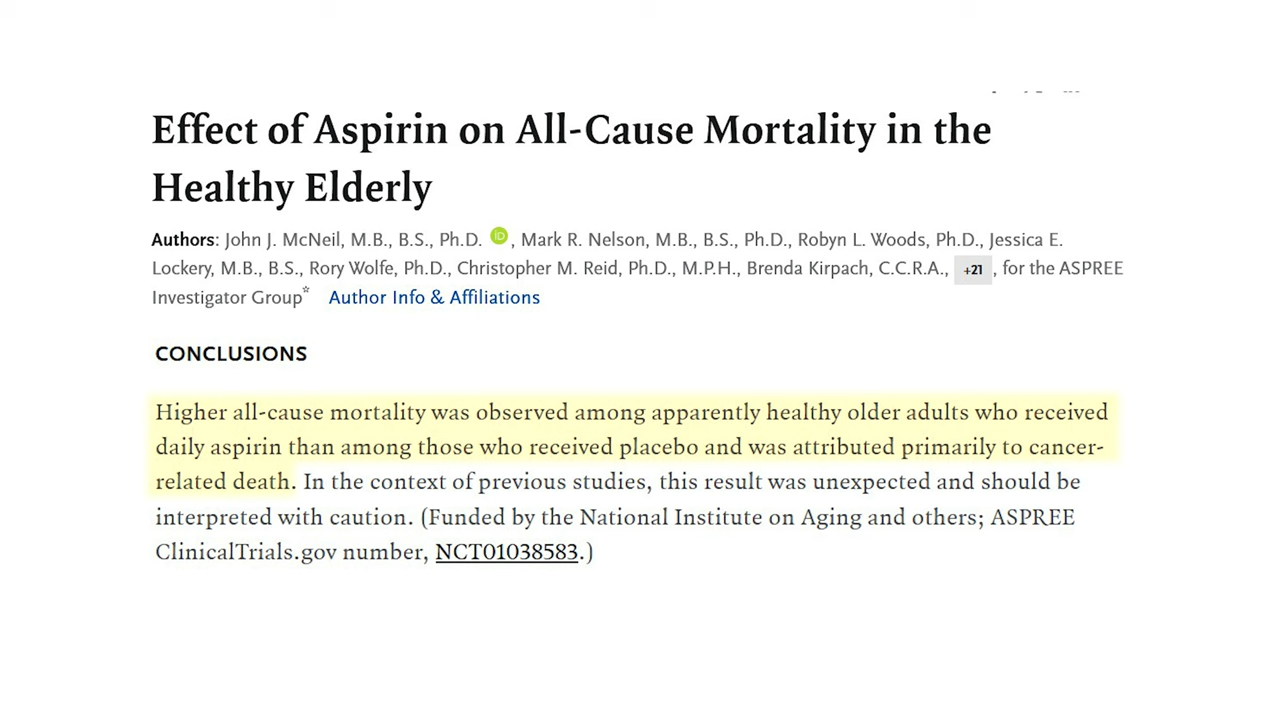 Effect of Aspirin on All-Cause Mortality in the
Healthy Elderly
Authors: John J. McNeil, M.B., B.S., Ph.D. iD, Mark R. Nelson, M.B., B.S., Ph.D., Robyn L. Woods, Ph.D., Jessica E.
Lockery, M.B., B.S., Rory Wolfe, Ph.D., Christopher M. Reid, Ph.D., M.P.H., Brenda Kirpach, C.C.R.A., +21, for the ASPREE
Investigator Group* Author Info & Affiliations
CONCLUSIONS
Higher all-cause mortality was observed among apparently healthy older adults who received
daily aspirin than among those who received placebo and was attributed primarily to cancer-
related death. In the context of previous studies, this result was unexpected and should be
interpreted with caution. (Funded by the National Institute on Aging and others; ASPREE
ClinicalTrials.gov number, NCT01038583.)